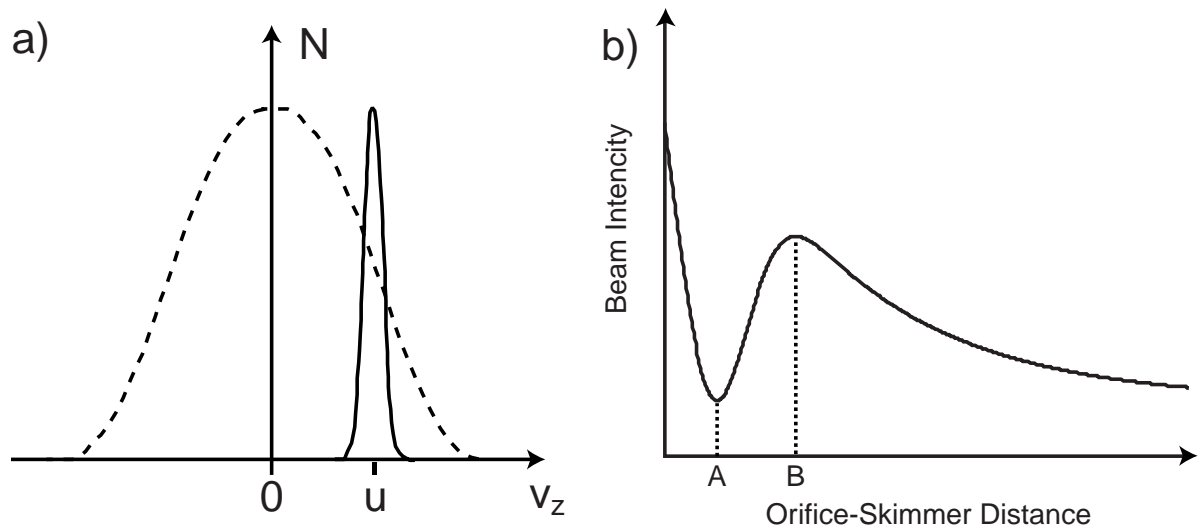 a)
N
0
u
v_z
b)
Beam Intencity
A
B
Orifice-Skimmer Distance